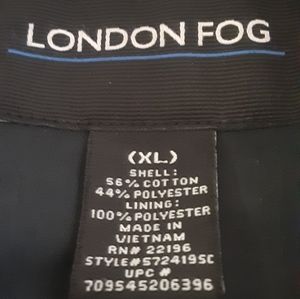 LONDON FOG
(XL)
SHELL:
56% COTTON
44% POLYESTER
LINING:
100% POLYESTER
MADE IN
VIETNAM
RN# 22196
STYLE#572419SC
UPC #
709545206396